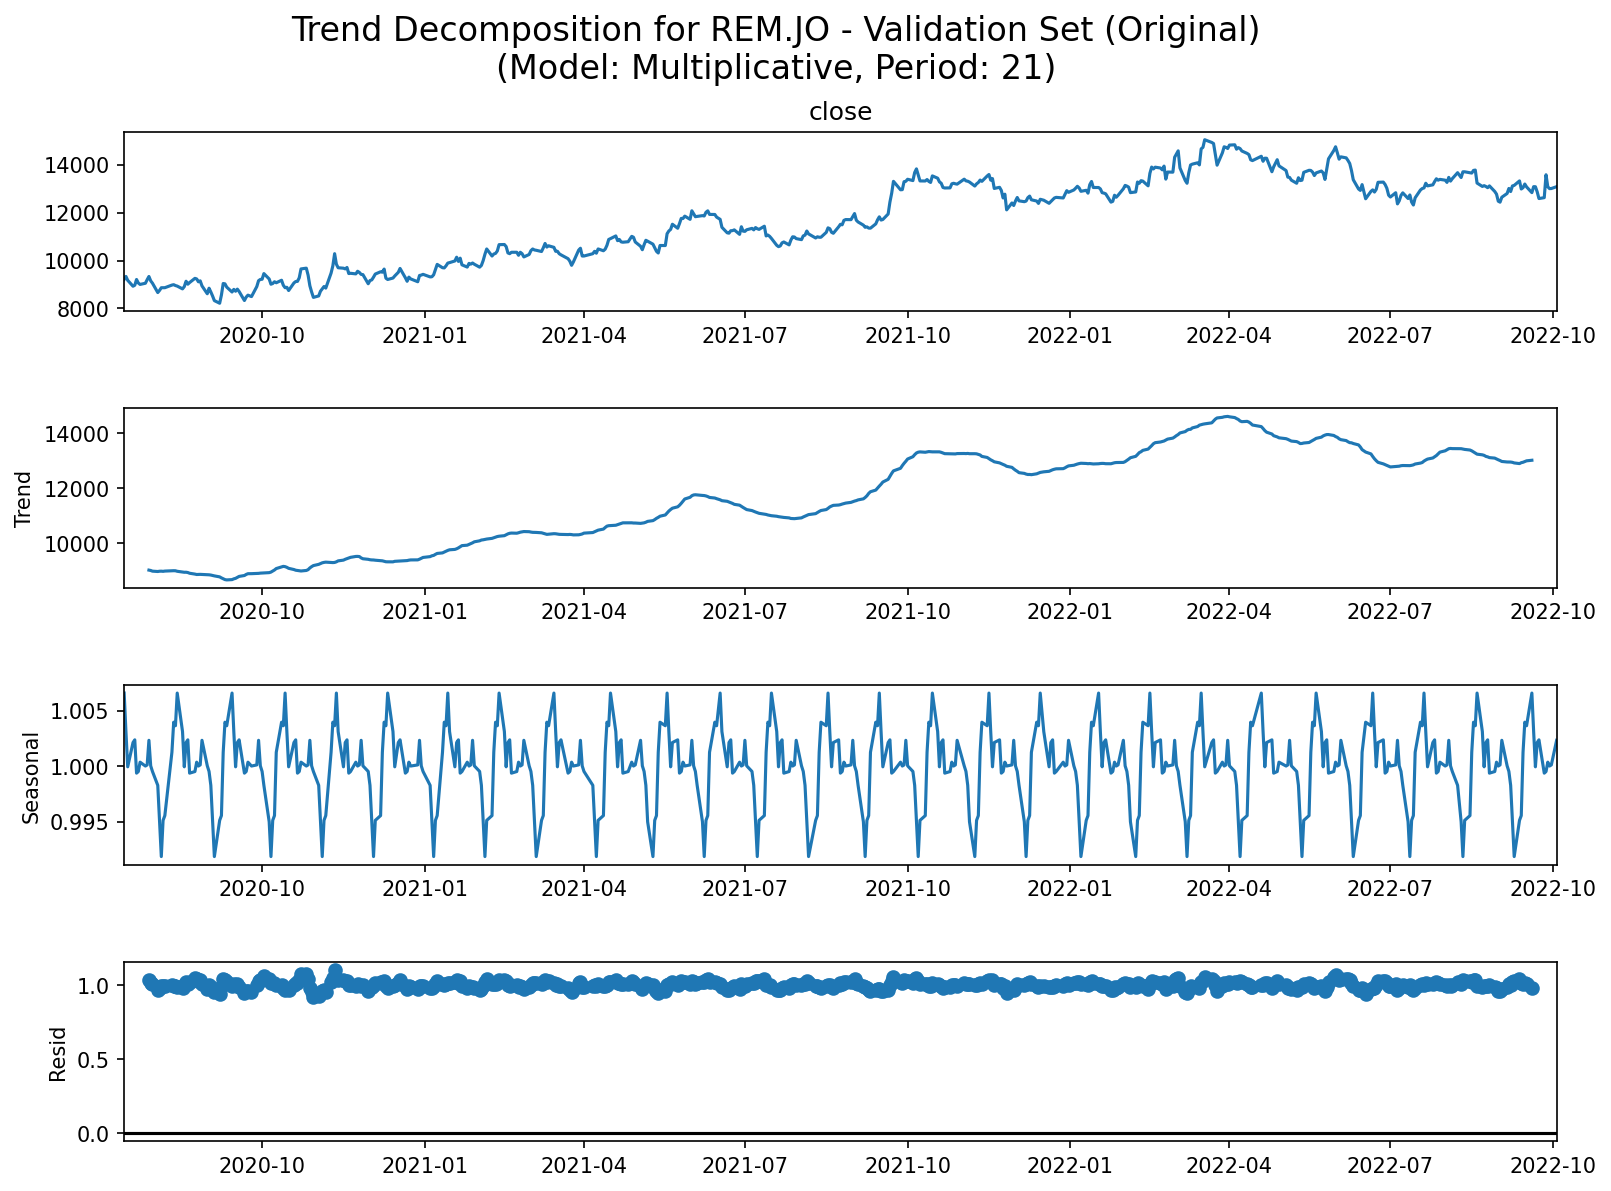 Trend Decomposition for REM.JO - Validation Set (Original)
(Model: Multiplicative, Period: 21)
close
14000
12000
10000
8000
2020-10 2021-01 2021-04 2021-07 2021-10 2022-01 2022-04 2022-07 2022-10
Trend
14000
12000
10000
2020-10 2021-01 2021-04 2021-07 2021-10 2022-01 2022-04 2022-07 2022-10
Seasonal
1.005
1.000
0.995
2020-10 2021-01 2021-04 2021-07 2021-10 2022-01 2022-04 2022-07 2022-10
Resid
1.0
0.5
0.0
2020-10 2021-01 2021-04 2021-07 2021-10 2022-01 2022-04 2022-07 2022-10